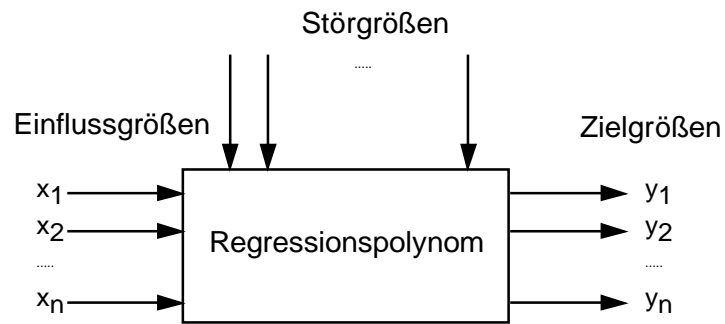 Störgrößen
.....
Einflussgrößen
Zielgrößen
x1
y1
x2
y2
Regressionspolynom
.....
.....
xn
yn